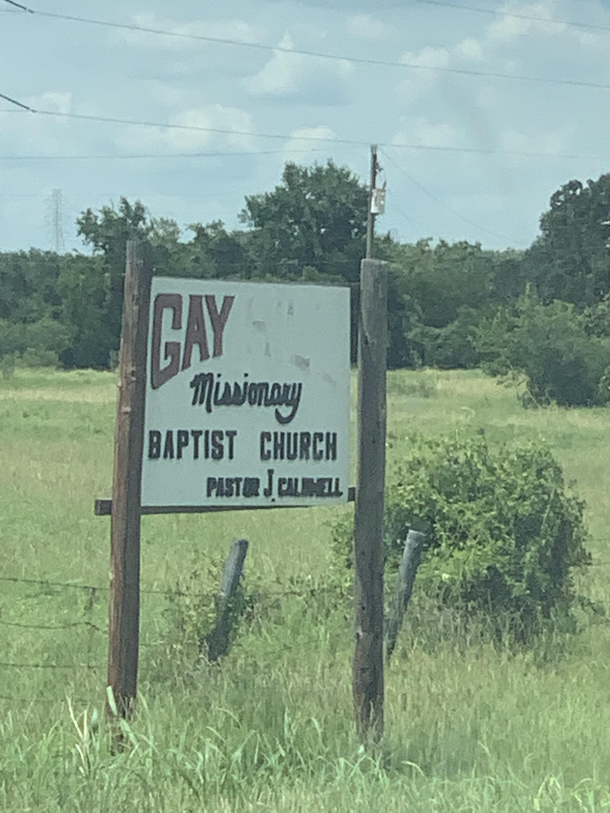 GAY
Missionary
BAPTIST CHURCH
PASTOR J. CALDWELL